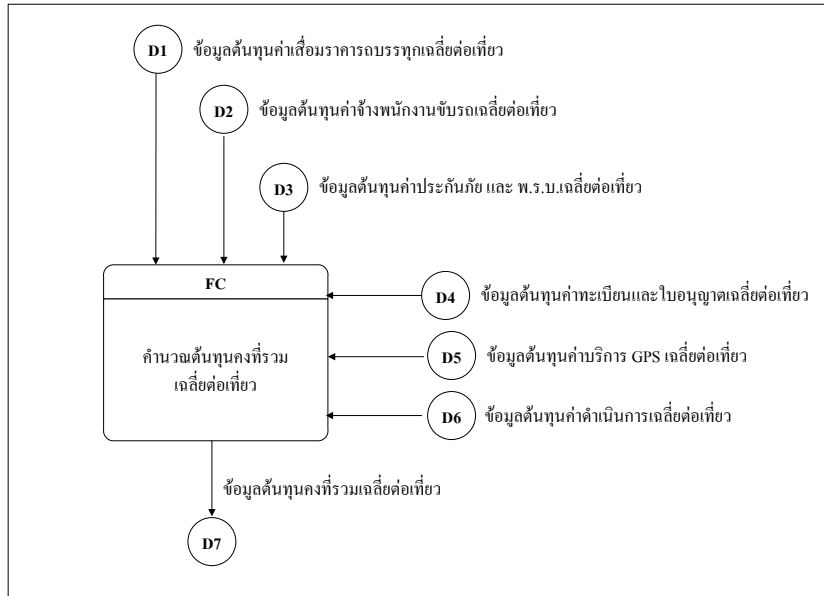 D1 ข้อมูลต้นทุนค่าเสื่อมราคารถบรรทุกเฉลี่ยต่อเที่ยว
D2 ข้อมูลต้นทุนค่าจ้างพนักงานขับรถเฉลี่ยต่อเที่ยว
D3 ข้อมูลต้นทุนค่าประกันภัย และ พ.ร.บ.เฉลี่ยต่อเที่ยว
FC
D4 ข้อมูลต้นทุนค่าทะเบียนและใบอนุญาตเฉลี่ยต่อเที่ยว
คำนวณต้นทุนคงที่รวม
เฉลี่ยต่อเที่ยว
D5 ข้อมูลต้นทุนค่าบริการ GPS เฉลี่ยต่อเที่ยว
D6 ข้อมูลต้นทุนค่าดำเนินการเฉลี่ยต่อเที่ยว
ข้อมูลต้นทุนคงที่รวมเฉลี่ยต่อเที่ยว
D7